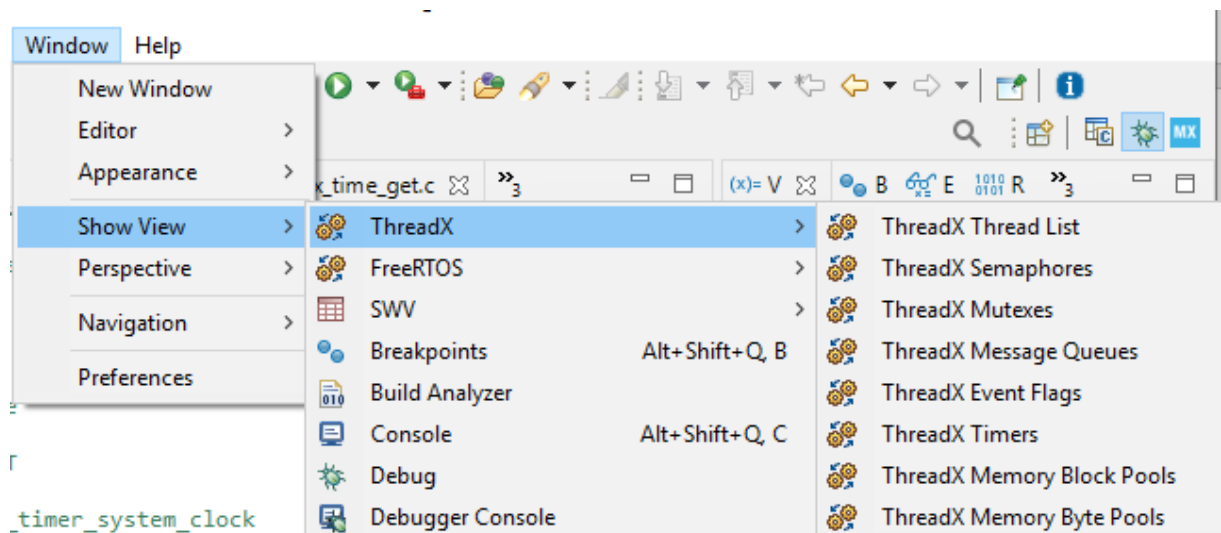 Window Help
New Window
Editor
Appearance
Show View
Perspective
Navigation
Preferences
MX
x_time_get.c
3
(x)= V
B
E
1010
0101
R
3
ThreadX
FreeRTOS
SWV
Breakpoints Alt+Shift+Q, B
Build Analyzer
Console Alt+Shift+Q, C
Debug
Debugger Console
ThreadX Thread List
ThreadX Semaphores
ThreadX Mutexes
ThreadX Message Queues
ThreadX Event Flags
ThreadX Timers
ThreadX Memory Block Pools
ThreadX Memory Byte Pools
_timer_system_clock